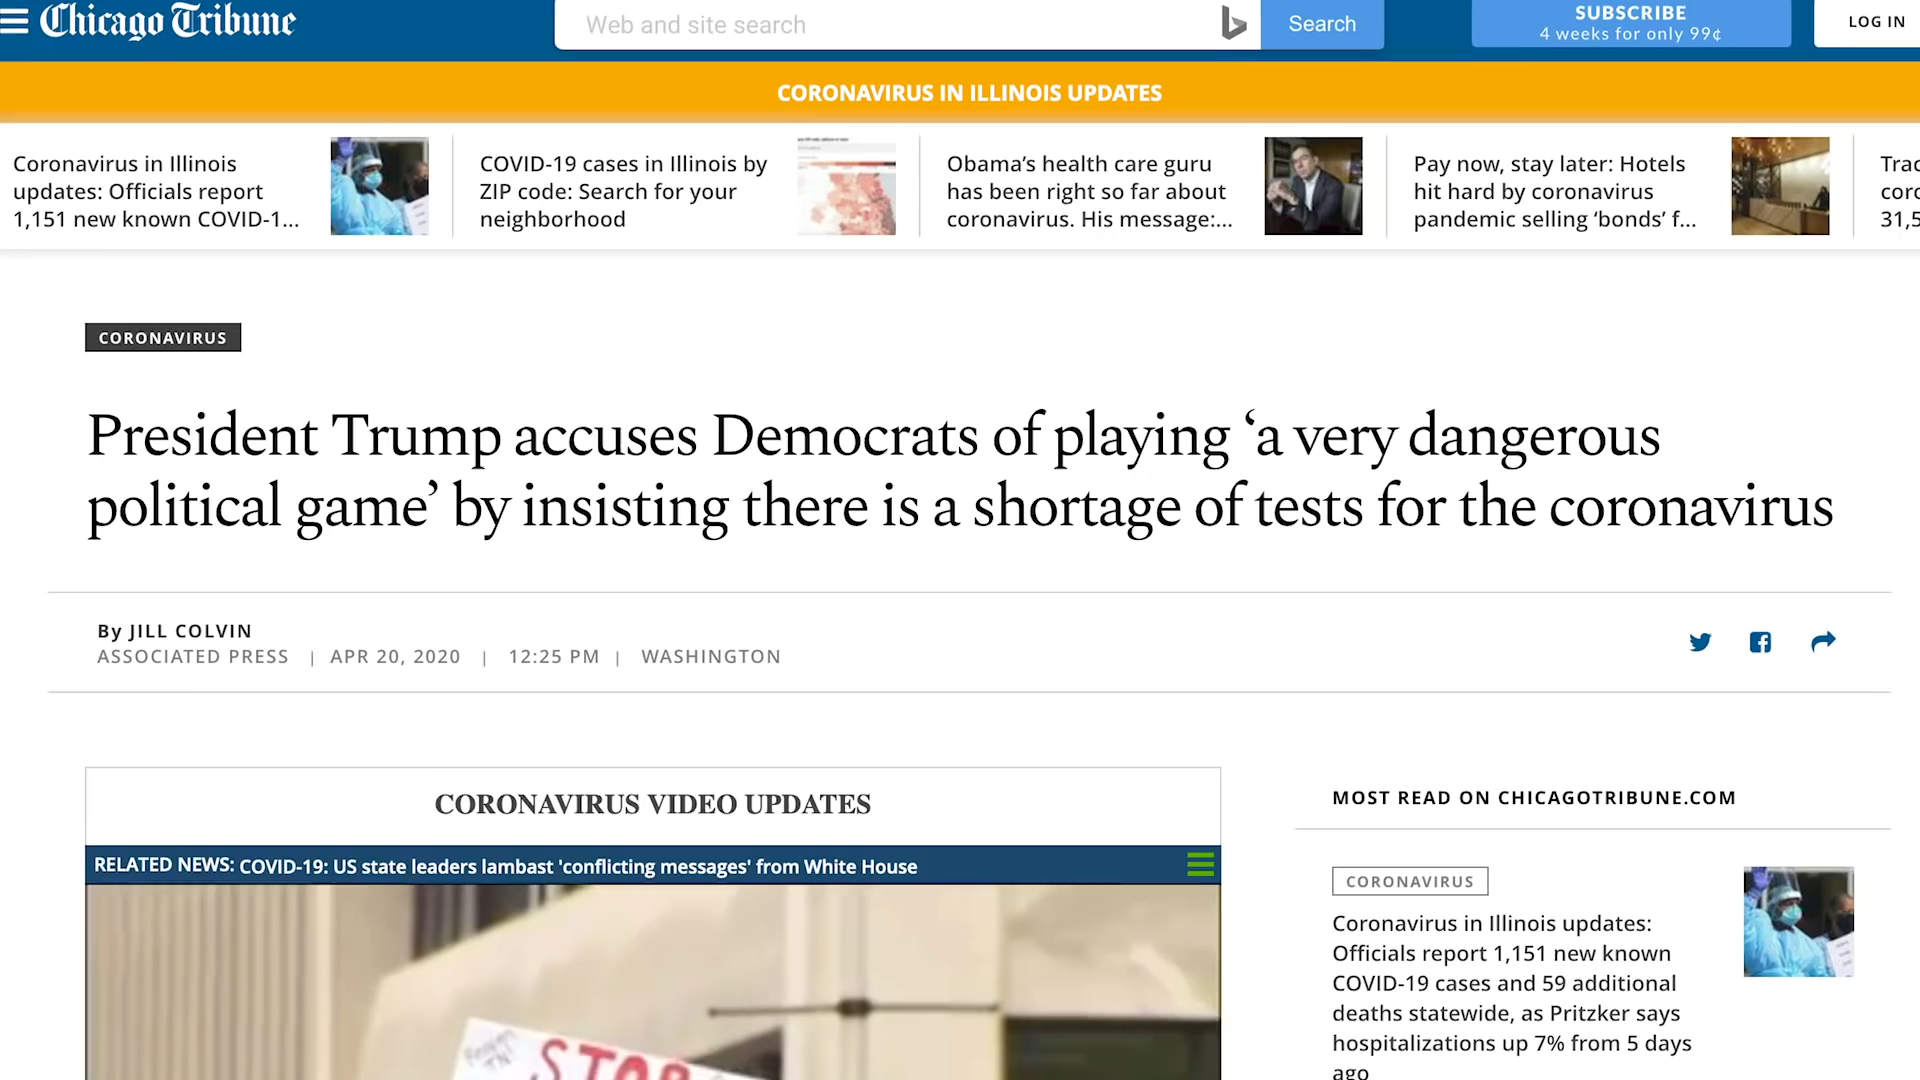 Chicago Tribune
Web and site search
Search
SUBSCRIBE
4 weeks for only 99¢
LOG IN
CORONAVIRUS IN ILLINOIS UPDATES
Coronavirus in Illinois
updates: Officials report
1,151 new known COVID-1...
COVID-19 cases in Illinois by
ZIP code: Search for your
neighborhood
Obama’s health care guru
has been right so far about
coronavirus. His message:...
Pay now, stay later: Hotels
hit hard by coronavirus
pandemic selling ‘bonds’ f...
Trac
coro
31,5
CORONAVIRUS
President Trump accuses Democrats of playing ‘a very dangerous
political game’ by insisting there is a shortage of tests for the coronavirus
By JILL COLVIN
ASSOCIATED PRESS | APR 20, 2020 | 12:25 PM | WASHINGTON
CORONAVIRUS VIDEO UPDATES
RELATED NEWS: COVID-19: US state leaders lambast 'conflicting messages' from White House
STOP
MOST READ ON CHICAGOTRIBUNE.COM
CORONAVIRUS
Coronavirus in Illinois updates:
Officials report 1,151 new known
COVID-19 cases and 59 additional
deaths statewide, as Pritzker says
hospitalizations up 7% from 5 days
ago